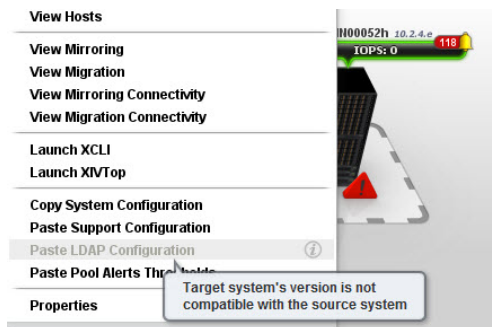 View Hosts
View Mirroring
View Migration
View Mirroring Connectivity
View Migration Connectivity
Launch XCLI
Launch XIVTop
Copy System Configuration
Paste Support Configuration
Paste LDAP Configuration
Paste Pool Alerts Thresholds
Properties
Target system's version is not
compatible with the source system
N00052h 10.2.4.e
118
IOPS: 0